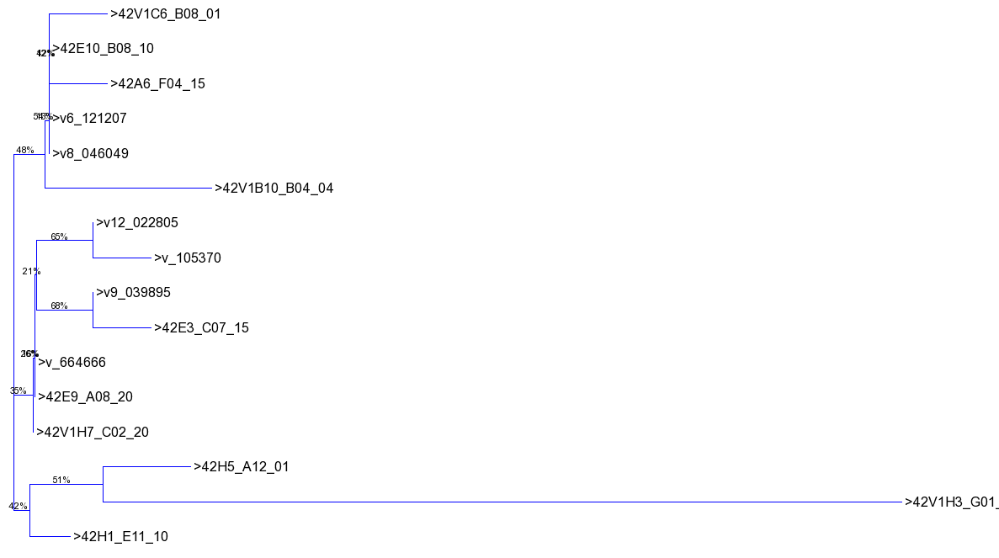 >42V1C6_B08_01
>42E10_B08_10
>42A6_F04_15
>v6_121207
48%
>v8_046049
>42V1B10_B04_04
>v12_022805
65%
>v_105370
21%
>v9_039895
68%
>42E3_C07_15
>v_664666
35%
>42E9_A08_20
>42V1H7_C02_20
>42H5_A12_01
51%
>42V1H3_G01_
42%
>42H1_E11_10